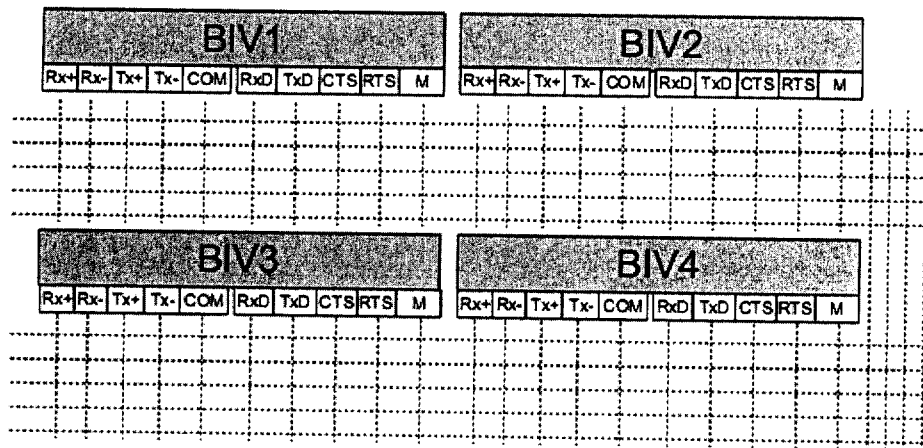 BIV1 BIV2
Rx+ Rx- Tx+ Tx- COM RxD TxD CTS RTS M Rx+ Rx- Tx+ Tx- COM RxD TxD CTS RTS M
BIV3 BIV4
Rx+ Rx- Tx+ Tx- COM RxD TxD CTS RTS M Rx+ Rx- Tx+ Tx- COM RxD TxD CTS RTS M